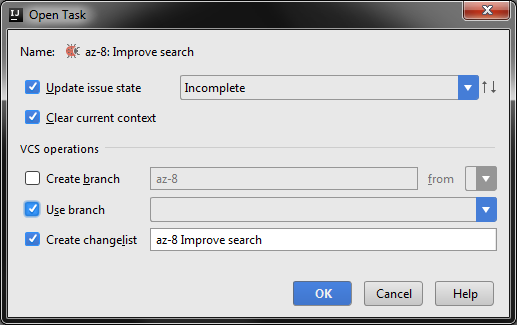 IJ Open Task
Name: az-8: Improve search
Update issue state Incomplete
Clear current context
VCS operations
Create branch az-8 from
Use branch
Create changelist az-8 Improve search
OK Cancel Help